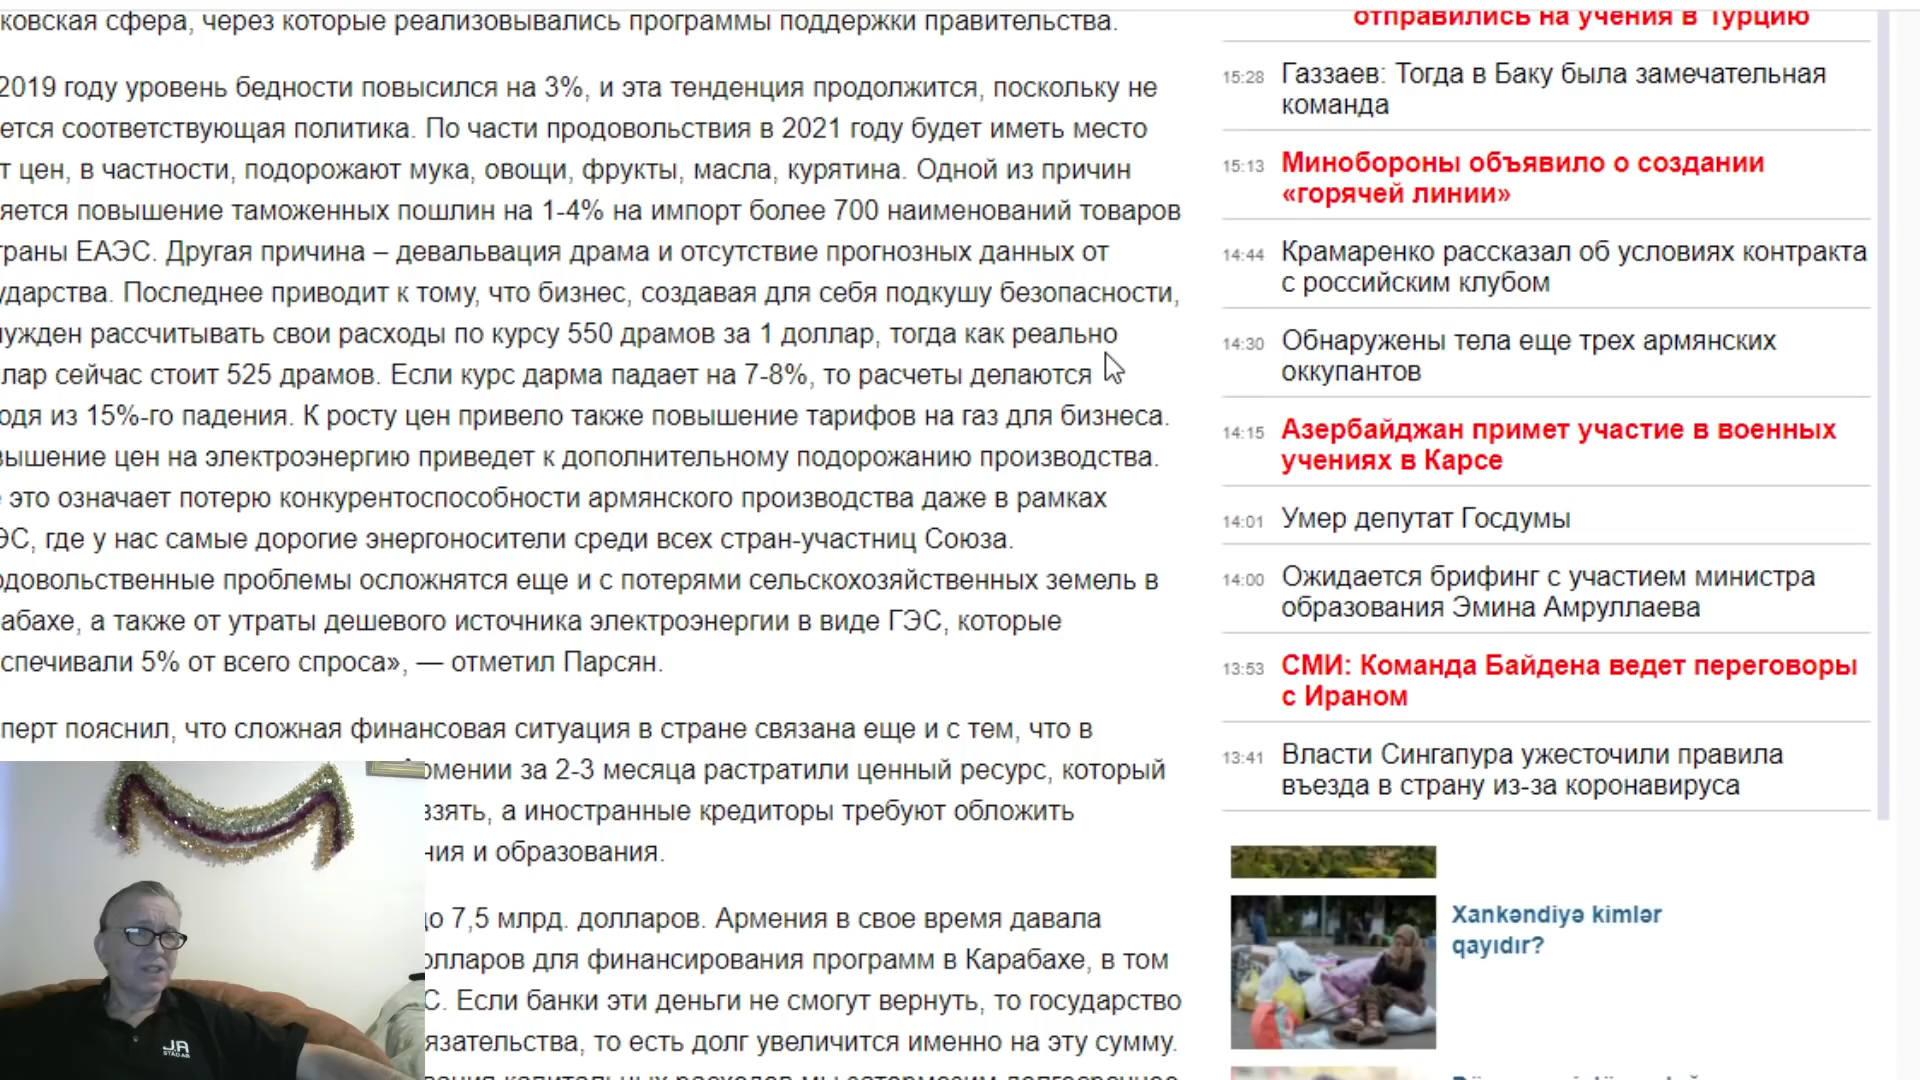 ковская сфера, через которые реализовывались программы поддержки правительства.
2019 году уровень бедности повысился на 3%, и эта тенденция продолжится, поскольку не
ется соответствующая политика. По части продовольствия в 2021 году будет иметь место
т цен, в частности, подорожают мука, овощи, фрукты, масла, курятина. Одной из причин
яется повышение таможенных пошлин на 1-4% на импорт более 700 наименований товаров
траны ЕАЭС. Другая причина – девальвация драма и отсутствие прогнозных данных от
ударства. Последнее приводит к тому, что бизнес, создавая для себя подкушу безопасности,
нужден рассчитывать свои расходы по курсу 550 драмов за 1 доллар, тогда как реально
лар сейчас стоит 525 драмов. Если курс дарма падает на 7-8%, то расчеты делаются
одя из 15%-го падения. К росту цен привело также повышение тарифов на газ для бизнеса.
вышение цен на электроэнергию приведет к дополнительному подорожанию производства.
е это означает потерю конкурентоспособности армянского производства даже в рамках
ЭС, где у нас самые дорогие энергоносители среди всех стран-участниц Союза.
одовольственные проблемы осложнятся еще и с потерями сельскохозяйственных земель в
абахе, а также от утраты дешевого источника электроэнергии в виде ГЭС, которые
спечивали 5% от всего спроса», — отметил Парсян.
перт пояснил, что сложная финансовая ситуация в стране связана еще и с тем, что в
рмении за 2-3 месяца растратили ценный ресурс, который
взять, а иностранные кредиторы требуют обложить
ния и образования.
до 7,5 млрд. долларов. Армения в свое время давала
олларов для финансирования программ в Карабахе, в том
С. Если банки эти деньги не смогут вернуть, то государство
язательства, то есть долг увеличится именно на эту сумму.
отправились на учения в Турцию
15:28 Газзаев: Тогда в Баку была замечательная
команда
15:13 Минобороны объявило о создании
«горячей линии»
14:44 Крамаренко рассказал об условиях контракта
с российским клубом
14:30 Обнаружены тела еще трех армянских
оккупантов
14:15 Азербайджан примет участие в военных
учениях в Карсе
14:01 Умер депутат Госдумы
14:00 Ожидается брифинг с участием министра
образования Эмина Амруллаева
13:53 СМИ: Команда Байдена ведет переговоры
с Ираном
13:41 Власти Сингапура ужесточили правила
въезда в страну из-за коронавируса
Xankəndiyə kimlər
qayıdır?